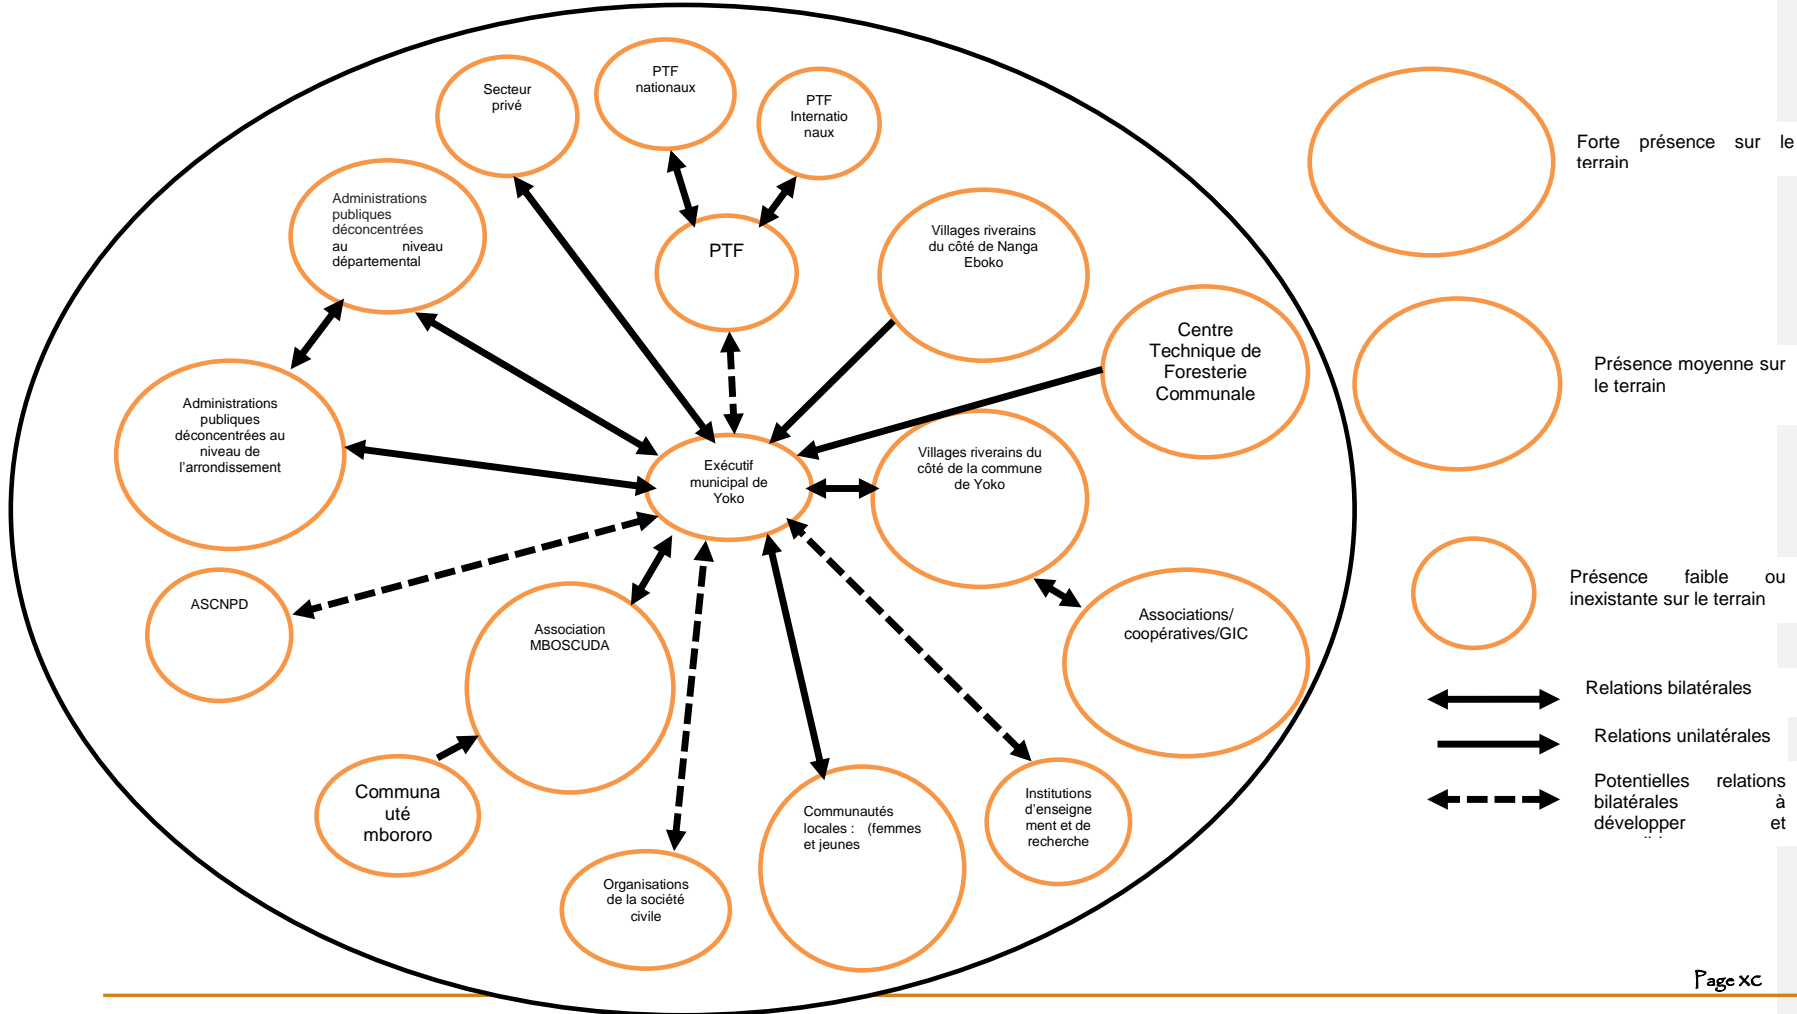 Secteur
privé
PTF
nationaux
PTF
Internatio
naux
Administrations
publiques
déconcentrées
au niveau
départemental
PTF
Villages riverains
du côté de Nanga
Eboko
Centre
Technique de
Foresterie
Communale
Administrations
publiques
déconcentrées au
niveau de
l'arrondissement
Exécutif
municipal de
Yoko
Villages riverains du
côté de la commune
de Yoko
ASCNPD
Association
MBOSCUDA
Associations/
coopératives/GIC
Communa
uté
mbororo
Organisations
de la société
civile
Communautés
locales : (femmes
et jeunes
Institutions
d'enseigne
ment et de
recherche
Forte présence sur le
terrain
Présence moyenne sur
le terrain
Présence faible ou
inexistante sur le terrain
Relations bilatérales
Relations unilatérales
Potentielles relations
bilatérales à
développer et
Page xc